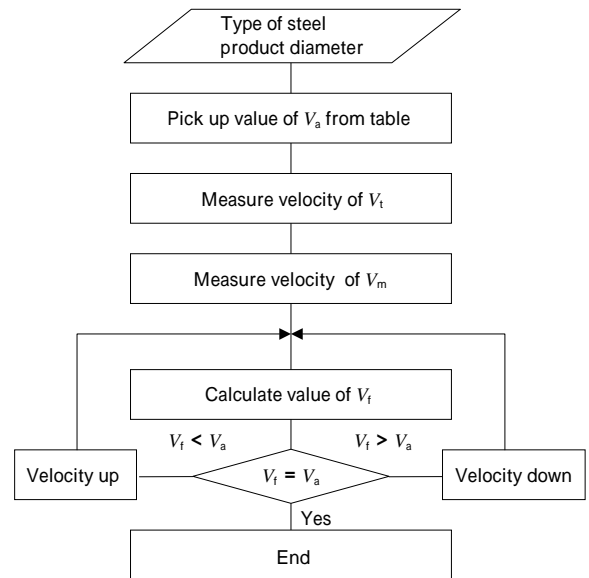 Type of steel
product diameter
Pick up value of Va from table
Measure velocity of Vt
Measure velocity of Vm
Calculate value of Vf
Vf < Va
Vf > Va
Velocity up
Vf = Va
Velocity down
Yes
End